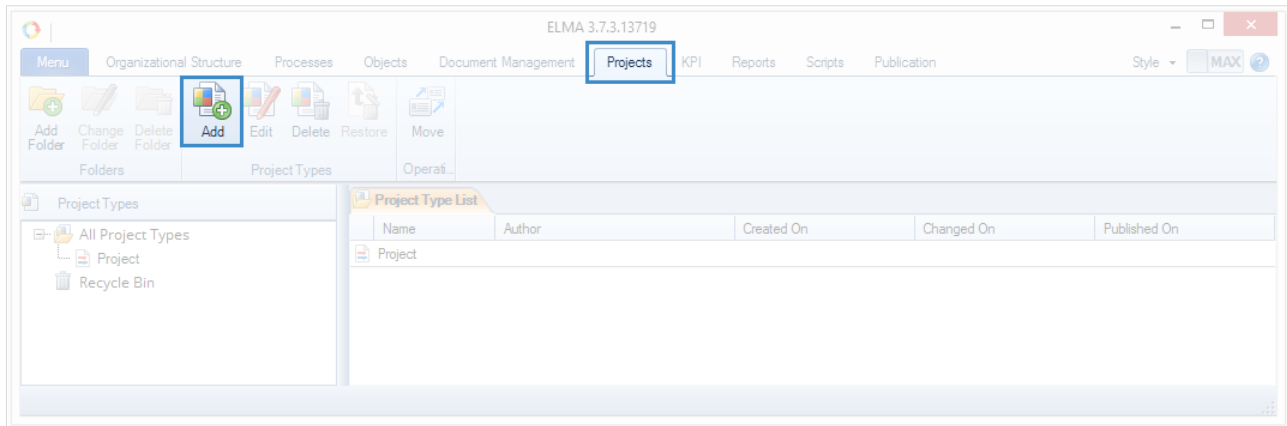 ELMA 3.7.3.13719
Menu Organizational Structure Processes Objects Document Management Projects KPI Reports Scripts Publication Style MAX ?
Add Folder Change Folder Delete Folder Add Edit Delete Restore Move
Folders Project Types Operati...
Project Types Project Type List
Name Author Created On Changed On Published On
All Project Types
Project Project
Recycle Bin